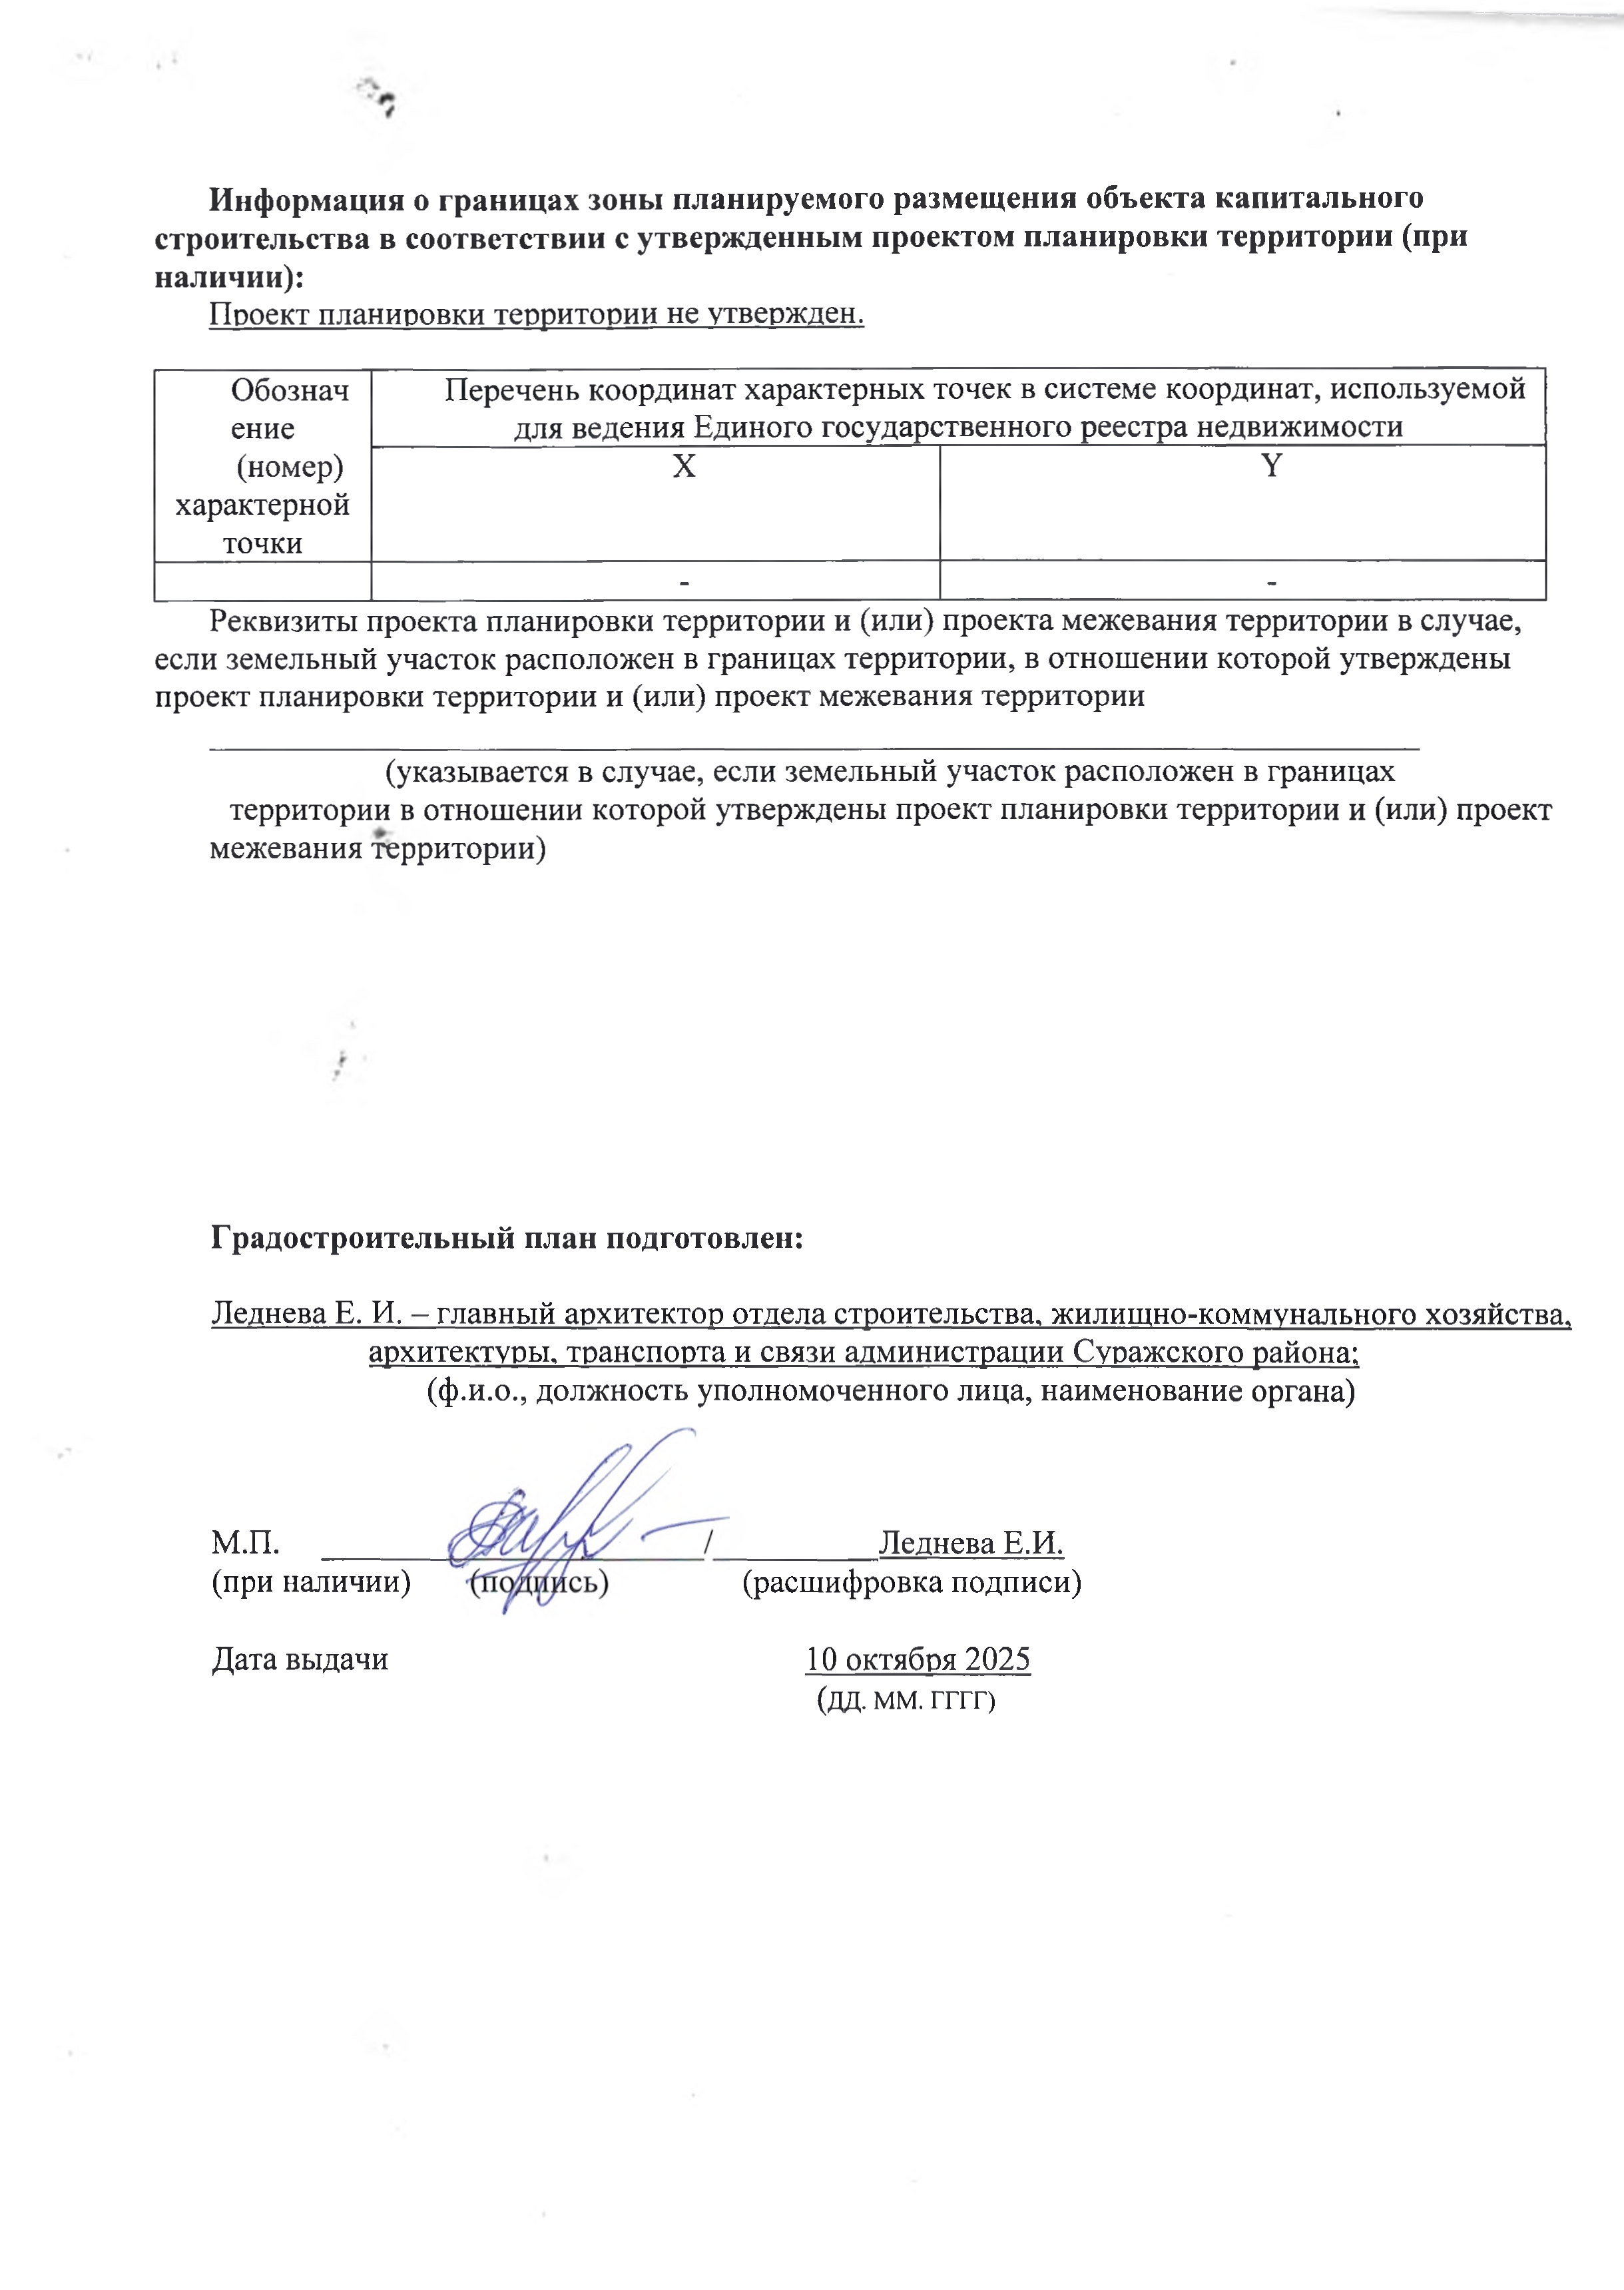 Информация о границах зоны планируемого размещения объекта капитального
строительства в соответствии с утвержденным проектом планировки территории (при
наличии):
Проект планировки территории не утвержден.
Обознач
ение
(номер)
характерной
точки
Перечень координат характерных точек в системе координат, используемой
для ведения Единого государственного реестра недвижимости
X
Y
-
-
Реквизиты проекта планировки территории и (или) проекта межевания территории в случае,
если земельный участок расположен в границах территории, в отношении которой утверждены
проект планировки территории и (или) проект межевания территории
(указывается в случае, если земельный участок расположен в границах
территории в отношении которой утверждены проект планировки территории и (или) проект
межевания территории)
Градостроительный план подготовлен:
Леднева Е. И. – главный архитектор отдела строительства, жилищно-коммунального хозяйства,
архитектуры, транспорта и связи администрации Суражского района;
(ф.и.о., должность уполномоченного лица, наименование органа)
М.П. / Леднева Е.И.
(при наличии) (подпись) (расшифровка подписи)
Дата выдачи 10 октября 2025
(ДД. ММ. ГГГГ)